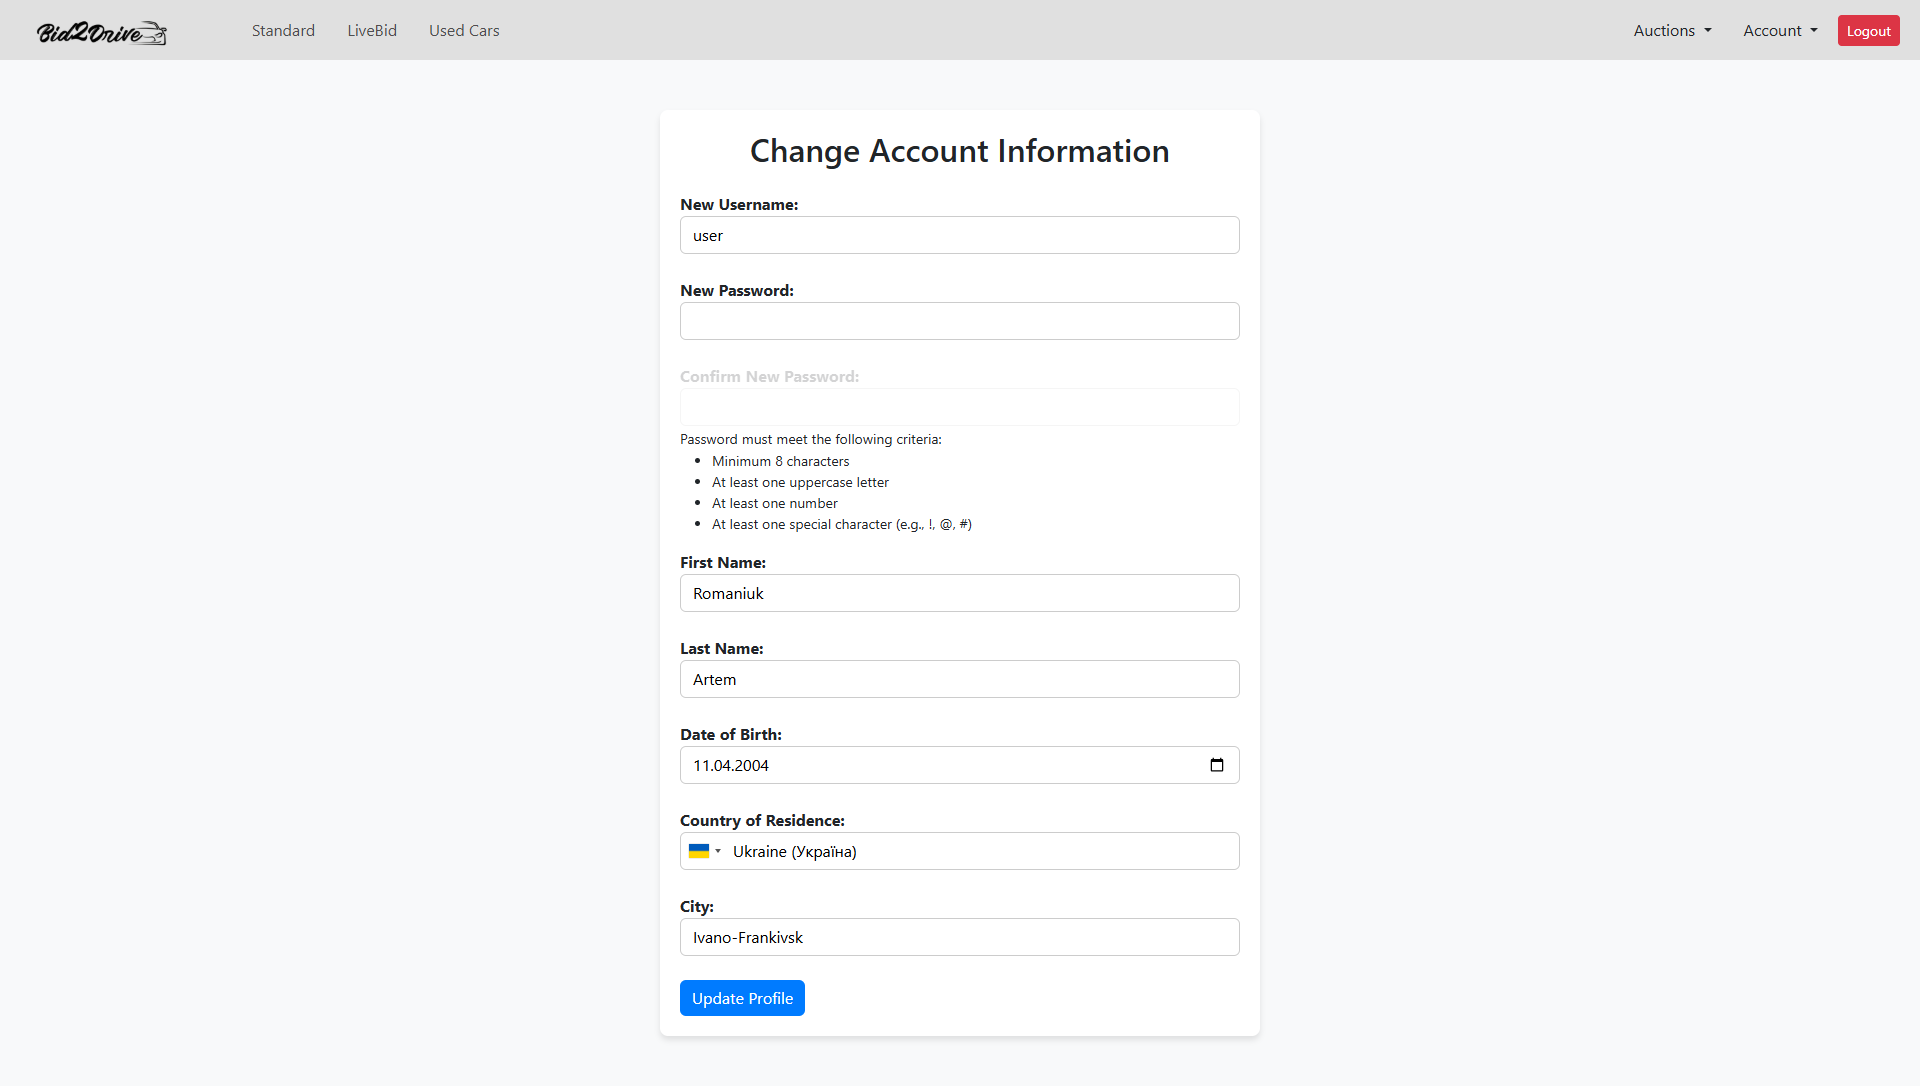 Bid2Drive
Standard LiveBid Used Cars Auctions Account Logout
Change Account Information
New Username:
user
New Password:
Confirm New Password:
Password must meet the following criteria:
Minimum 8 characters
At least one uppercase letter
At least one number
At least one special character (e.g., !, @, #)
First Name:
Romaniuk
Last Name:
Artem
Date of Birth:
11.04.2004
Country of Residence:
Ukraine (Україна)
City:
Ivano-Frankivsk
Update Profile